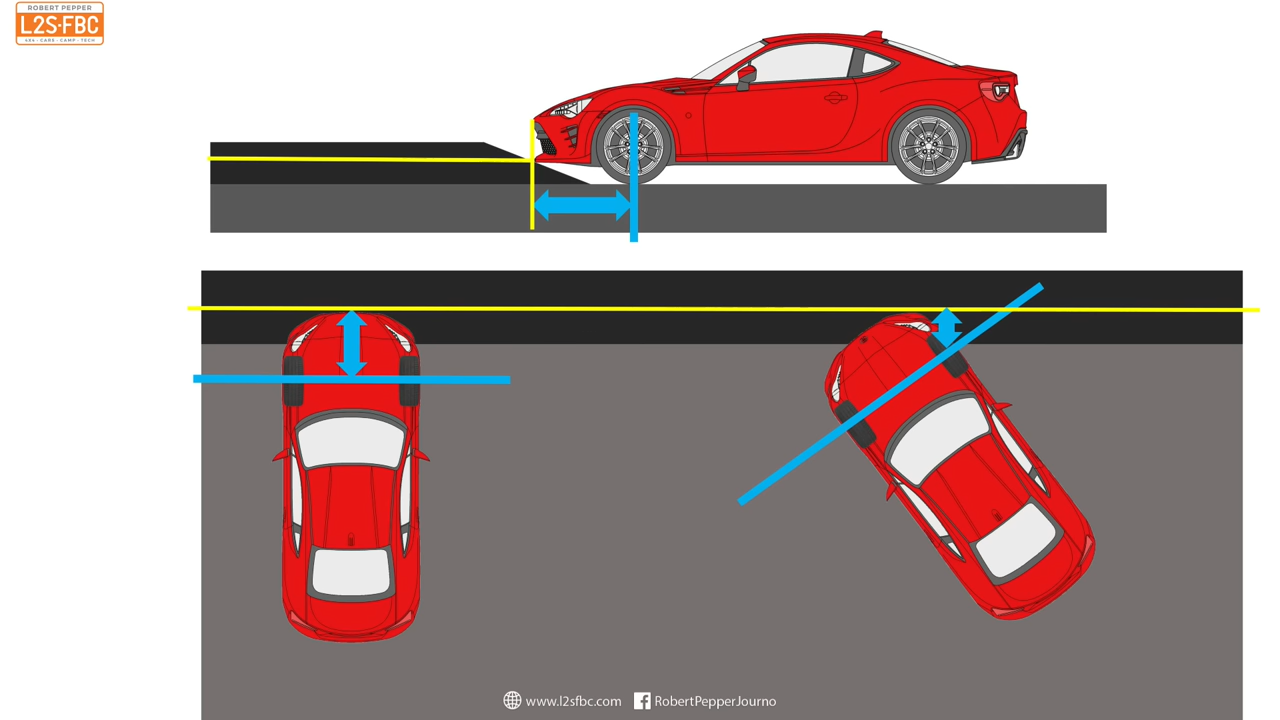 ROBERT PEPPER
L2S·FBC
4X4 - CARS - CAMP - TECH
www.l2sfbc.com
RobertPepperJourno